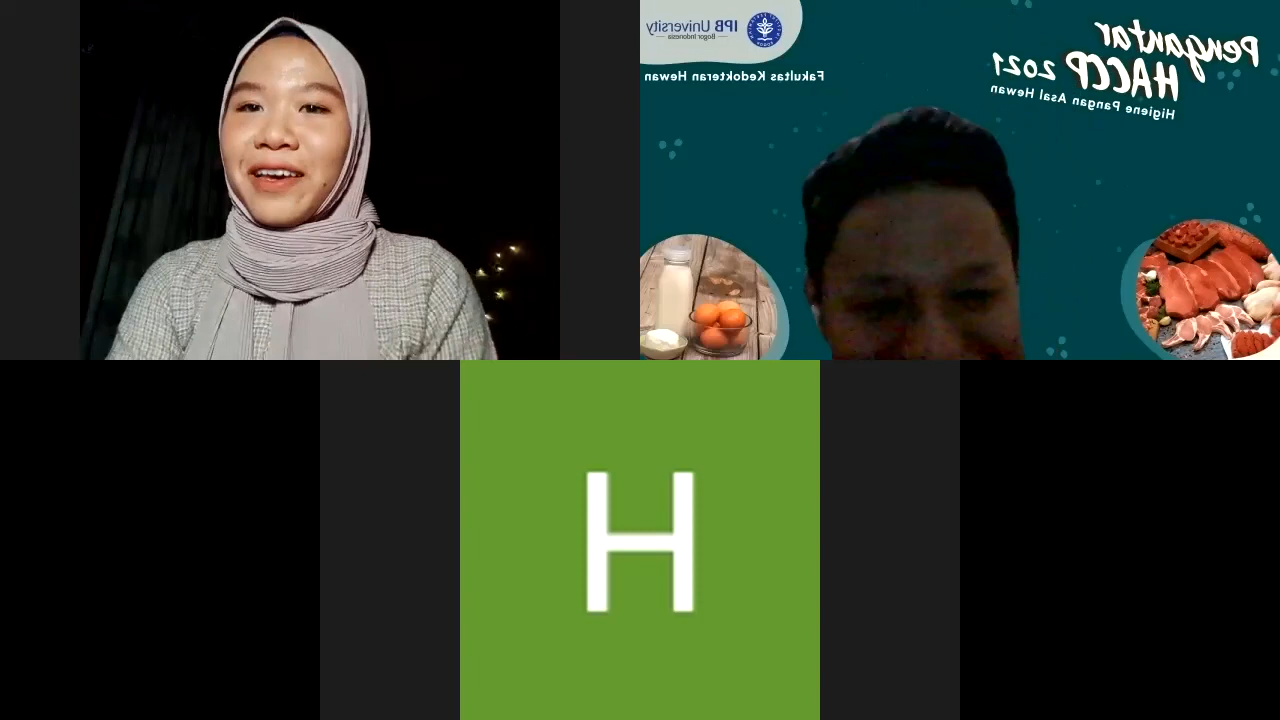 IPB University
Bogor Indonesia
Fakultas Kedokteran Hewan
Pengantar
HACCP 2021
Higiene Pangan Asal Hewan
H